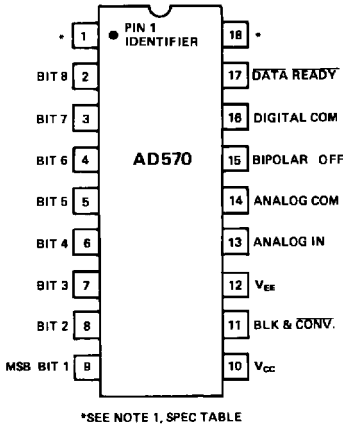 * 1 ● PIN 1 IDENTIFIER 18 *
BIT 8 2 17 DATA READY
BIT 7 3 16 DIGITAL COM
BIT 6 4 AD570 15 BIPOLAR OFF
BIT 5 5 14 ANALOG COM
BIT 4 6 13 ANALOG IN
BIT 3 7 12 VEE
BIT 2 8 11 BLK & CONV.
MSB BIT 1 9 10 VCC
*SEE NOTE 1, SPEC TABLE